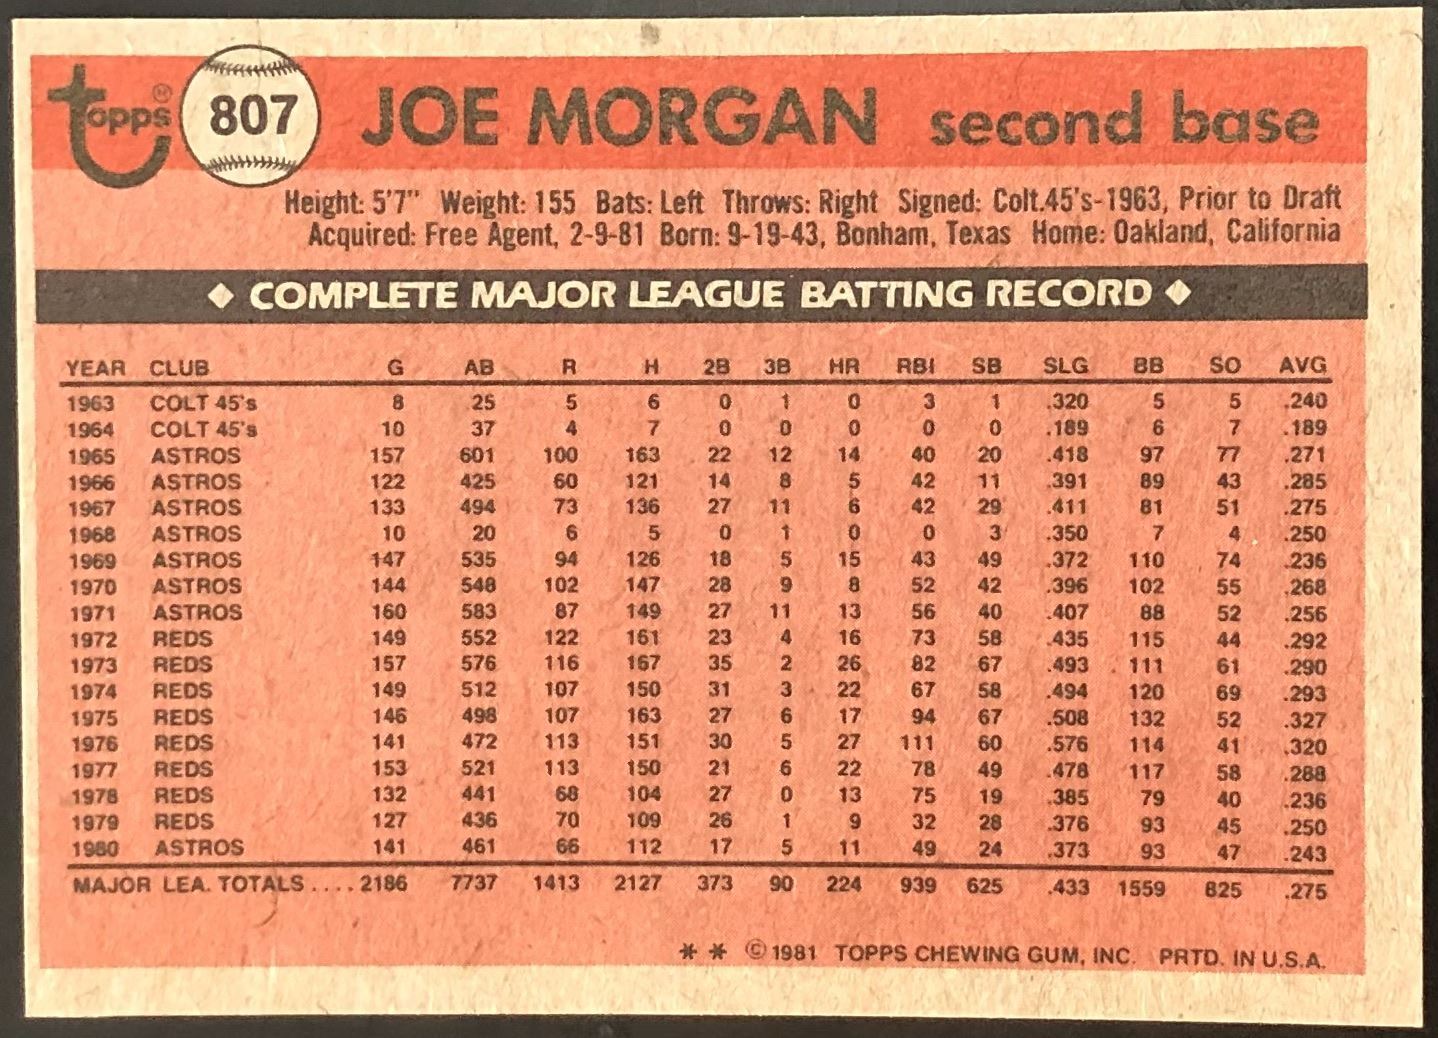 topps® 807 JOE MORGAN second base
Height: 5'7" Weight: 155 Bats: Left Throws: Right Signed: Colt.45's-1963, Prior to Draft
Acquired: Free Agent, 2-9-81 Born: 9-19-43, Bonham, Texas Home: Oakland, California
◆ COMPLETE MAJOR LEAGUE BATTING RECORD ◆
YEAR CLUB G AB R H 2B 3B HR RBI SB SLG BB SO AVG
1963 COLT 45's 8 25 5 6 0 1 0 3 1 .320 5 5 .240
1964 COLT 45's 10 37 4 7 0 0 0 0 0 .189 6 7 .189
1965 ASTROS 157 601 100 163 22 12 14 40 20 .418 97 77 .271
1966 ASTROS 122 425 60 121 14 8 5 42 11 .391 89 43 .285
1967 ASTROS 133 494 73 136 27 11 6 42 29 .411 81 51 .275
1968 ASTROS 10 20 6 5 0 1 0 0 3 .350 7 4 .250
1969 ASTROS 147 535 94 126 18 5 15 43 49 .372 110 74 .236
1970 ASTROS 144 548 102 147 28 9 8 52 42 .396 102 55 .268
1971 ASTROS 160 583 87 149 27 11 13 56 40 .407 88 52 .256
1972 REDS 149 552 122 161 23 4 16 73 58 .435 115 44 .292
1973 REDS 157 576 116 167 35 2 26 82 67 .493 111 61 .290
1974 REDS 149 512 107 150 31 3 22 67 58 .494 120 69 .293
1975 REDS 146 498 107 163 27 6 17 94 67 .508 132 52 .327
1976 REDS 141 472 113 151 30 5 27 111 60 .576 114 41 .320
1977 REDS 153 521 113 150 21 6 22 78 49 .478 117 58 .288
1978 REDS 132 441 68 104 27 0 13 75 19 .385 79 40 .236
1979 REDS 127 436 70 109 26 1 9 32 28 .376 93 45 .250
1980 ASTROS 141 461 66 112 17 5 11 49 24 .373 93 47 .243
MAJOR LEA. TOTALS .... 2186 7737 1413 2127 373 90 224 939 625 .433 1559 825 .275
* * © 1981 TOPPS CHEWING GUM, INC. PRTD. IN U.S.A.